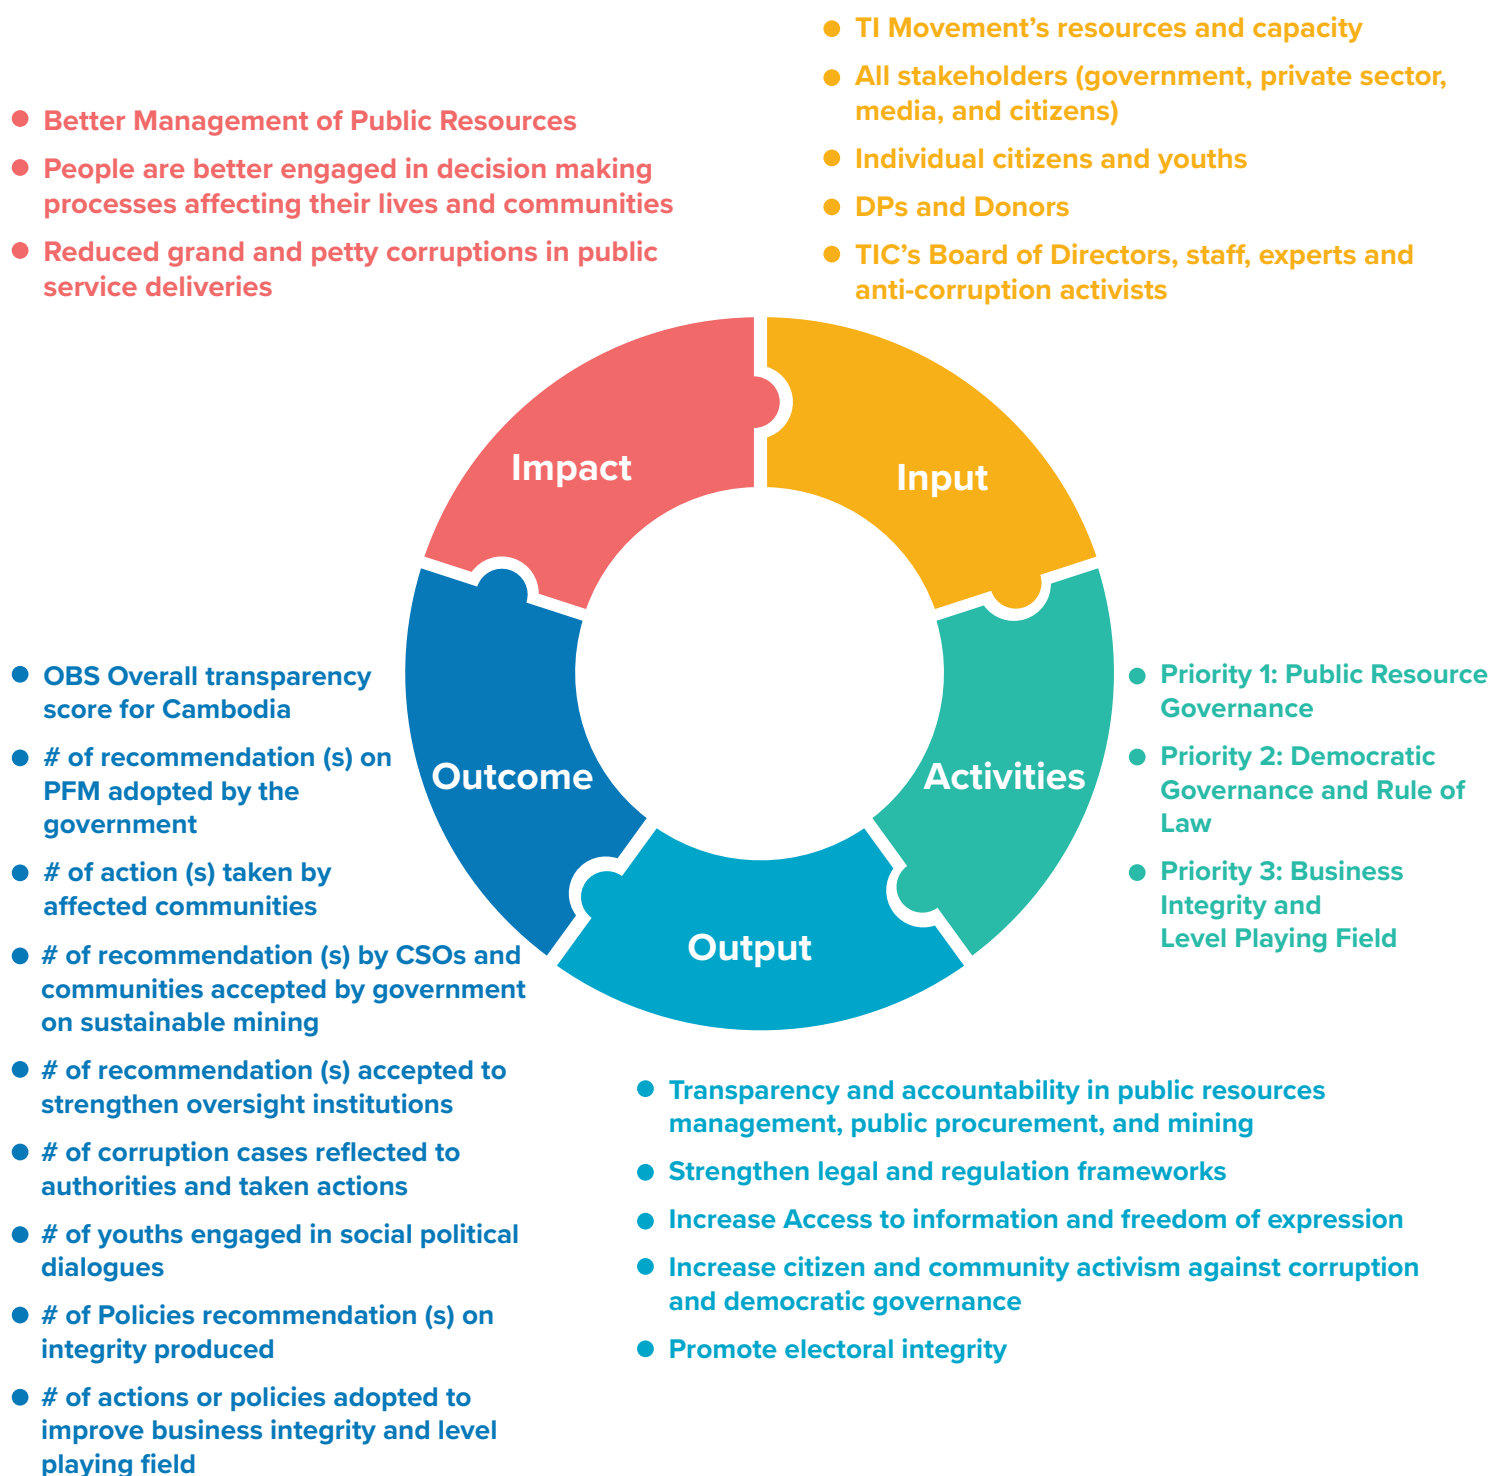 TI Movement's resources and capacity
All stakeholders (government, private sector,
media, and citizens)
Individual citizens and youths
DPs and Donors
TIC's Board of Directors, staff, experts and
anti-corruption activists
Better Management of Public Resources
People are better engaged in decision making
processes affecting their lives and communities
Reduced grand and petty corruptions in public
service deliveries
Impact
Input
Outcome
Activities
Output
OBS Overall transparency
score for Cambodia
# of recommendation (s) on
PFM adopted by the
government
# of action (s) taken by
affected communities
# of recommendation (s) by CSOs and
communities accepted by government
on sustainable mining
# of recommendation (s) accepted to
strengthen oversight institutions
# of corruption cases reflected to
authorities and taken actions
# of youths engaged in social political
dialogues
# of Policies recommendation (s) on
integrity produced
# of actions or policies adopted to
improve business integrity and level
playing field
Priority 1: Public Resource
Governance
Priority 2: Democratic
Governance and Rule of
Law
Priority 3: Business
Integrity and
Level Playing Field
Transparency and accountability in public resources
management, public procurement, and mining
Strengthen legal and regulation frameworks
Increase Access to information and freedom of expression
Increase citizen and community activism against corruption
and democratic governance
Promote electoral integrity